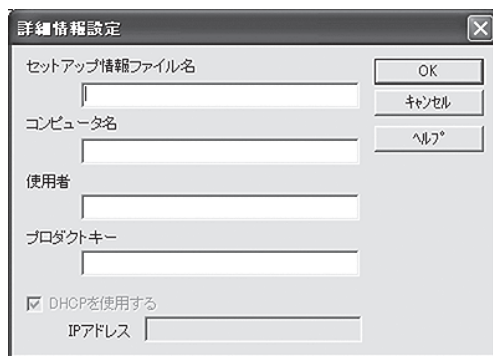 詳細情報設定
セットアップ情報ファイル名
OK
キャンセル
コンピュータ名
ヘルプ
使用者
プロダクトキー
DHCPを使用する
IPアドレス